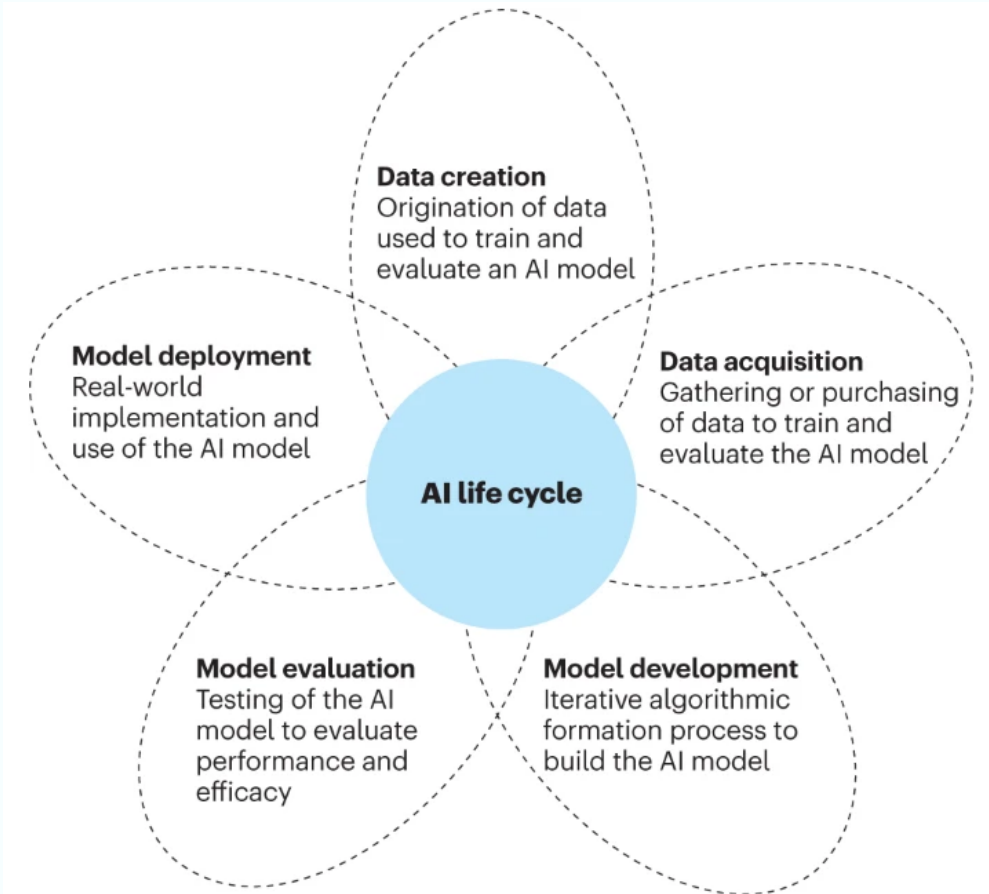 Data creation
Origination of data
used to train and
evaluate an AI model
Model deployment
Real-world
implementation and
use of the AI model
Data acquisition
Gathering or purchasing
of data to train and
evaluate the AI model
AI life cycle
Model evaluation
Testing of the AI
model to evaluate
performance and
efficacy
Model development
Iterative algorithmic
formation process to
build the AI model